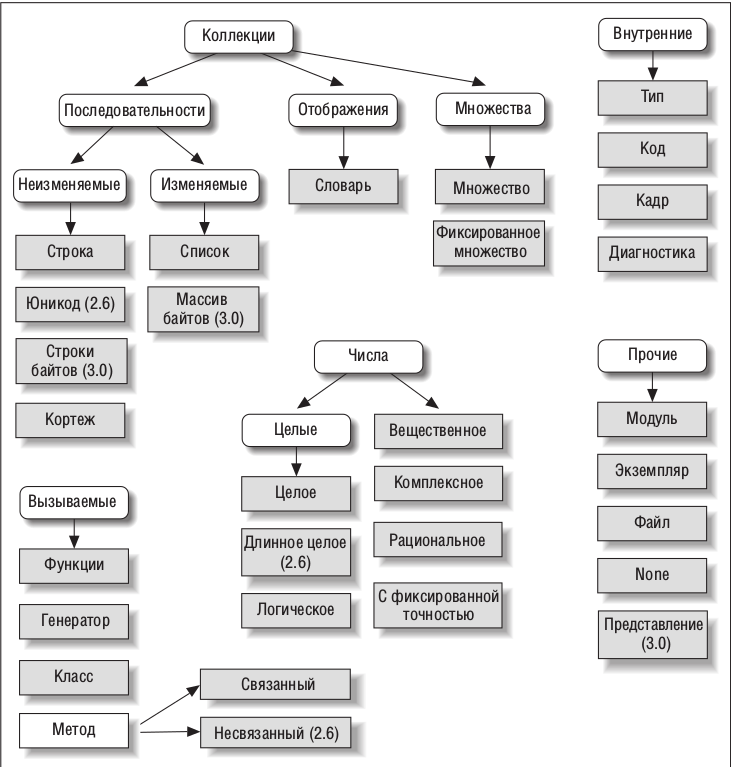 Коллекции
Последовательности
Отображения
Множества
Неизменяемые
Изменяемые
Словарь
Множество
Фиксированное
множество
Строка
Список
Юникод (2.6)
Массив
байтов (3.0)
Строки
байтов (3.0)
Кортеж
Внутренние
Тип
Код
Кадр
Диагностика
Числа
Целые
Вещественное
Целое
Комплексное
Длинное целое
(2.6)
Рациональное
Логическое
С фиксированной
точностью
Прочие
Модуль
Экземпляр
Файл
None
Представление
(3.0)
Вызываемые
Функции
Генератор
Класс
Метод
Связанный
Несвязанный (2.6)